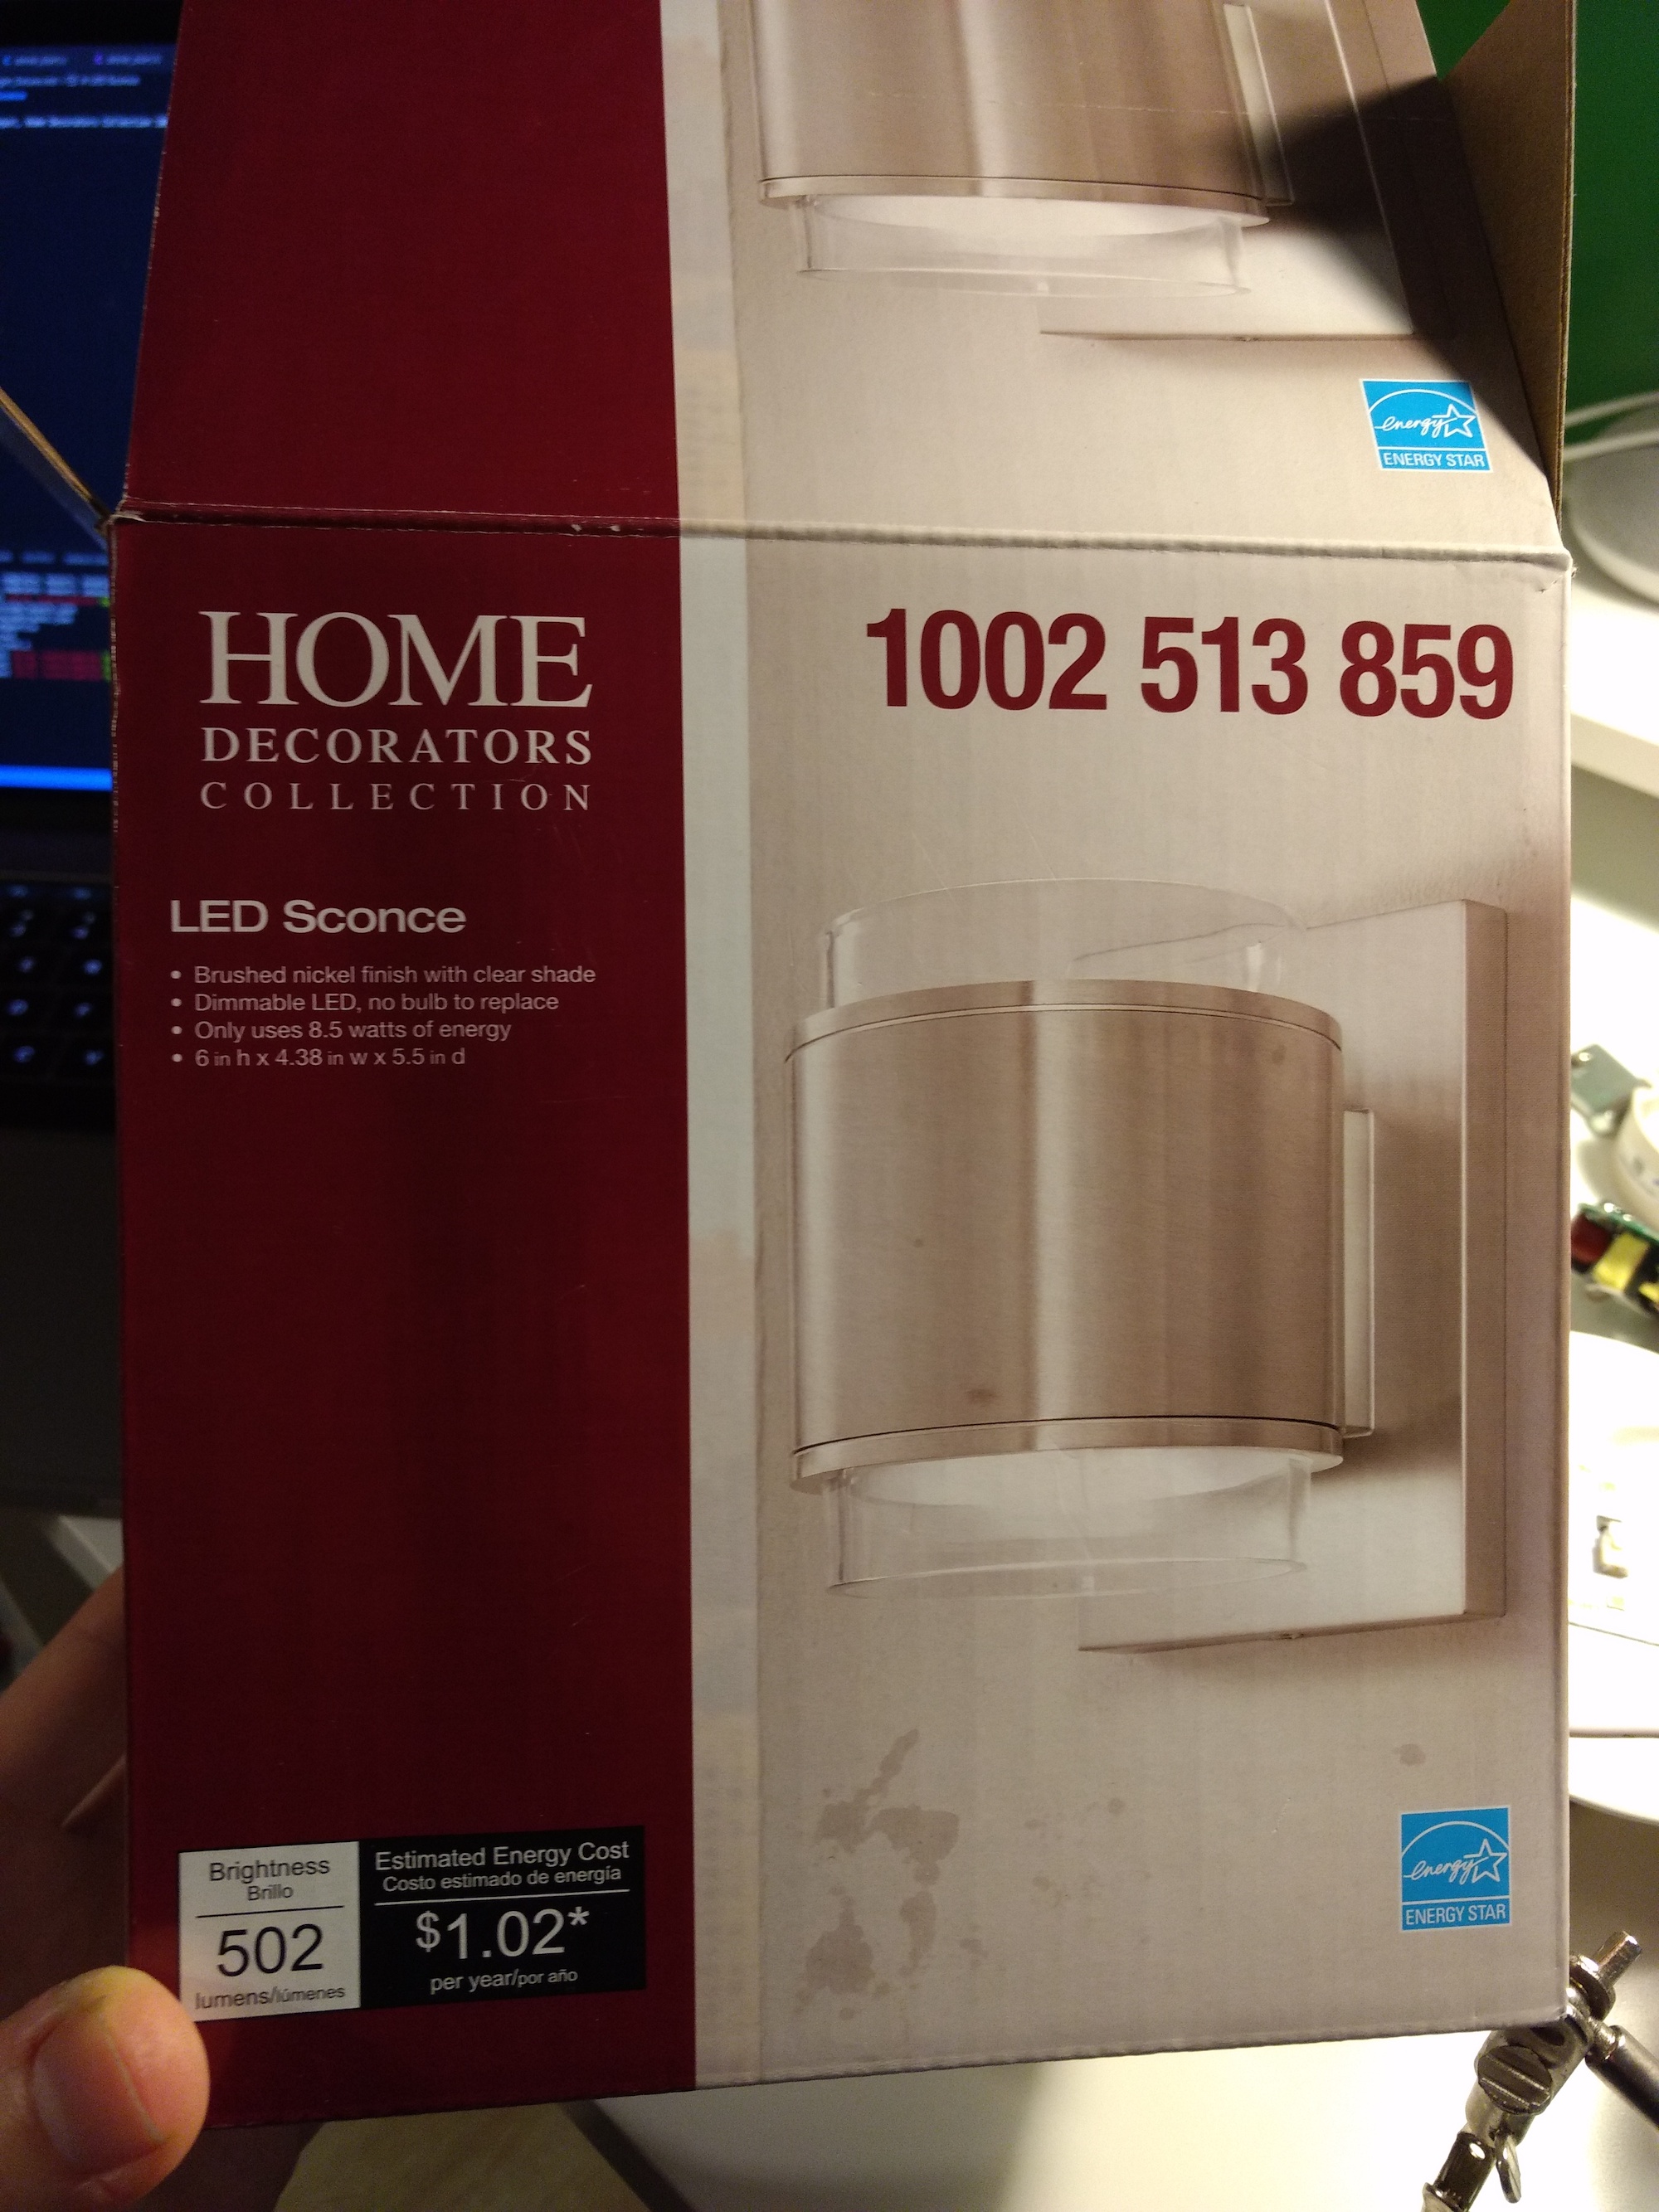 energy
ENERGY STAR
HOME
DECORATORS
COLLECTION
1002 513 859
LED Sconce
• Brushed nickel finish with clear shade
• Dimmable LED, no bulb to replace
• Only uses 8.5 watts of energy
• 6 in h x 4.38 in w x 5.5 in d
Brightness
Brillo
502
lumens/lúmenes
Estimated Energy Cost
Costo estimado de energía
$1.02*
per year/por año
energy
ENERGY STAR